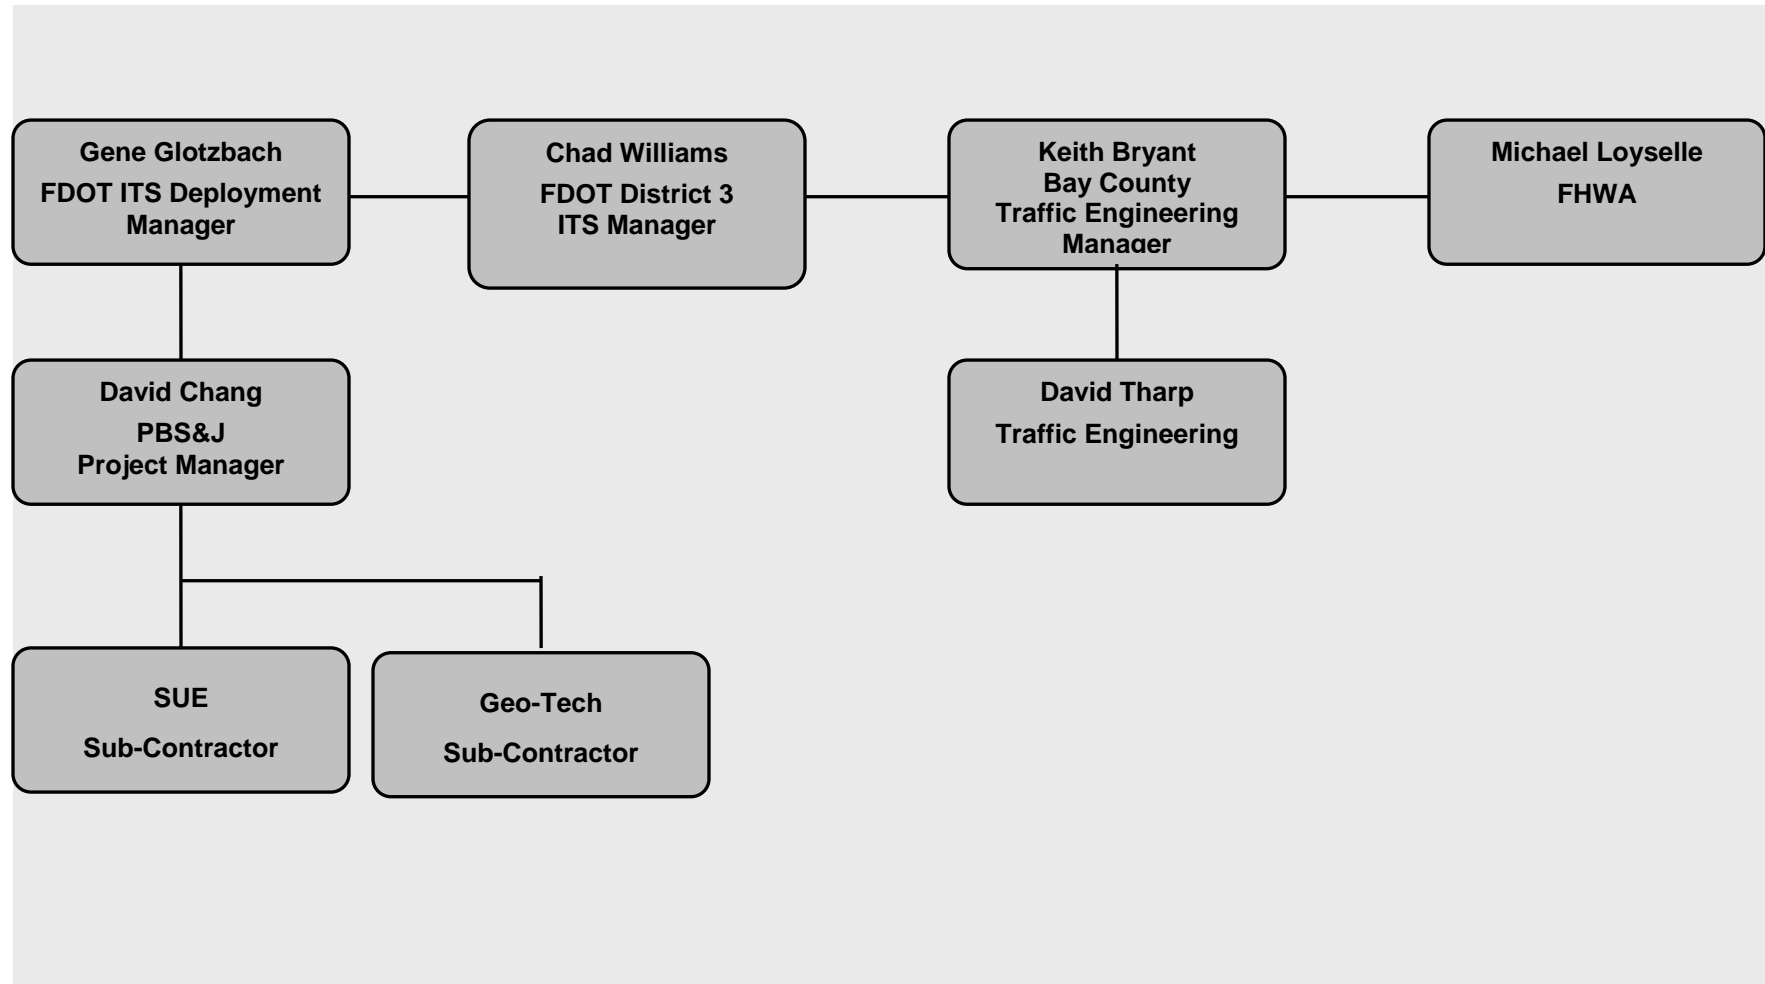 Gene Glotzbach
FDOT ITS Deployment
Manager
Chad Williams
FDOT District 3
ITS Manager
Keith Bryant
Bay County
Traffic Engineering
Manager
Michael Loyselle
FHWA
David Chang
PBS&J
Project Manager
David Tharp
Traffic Engineering
SUE
Sub-Contractor
Geo-Tech
Sub-Contractor